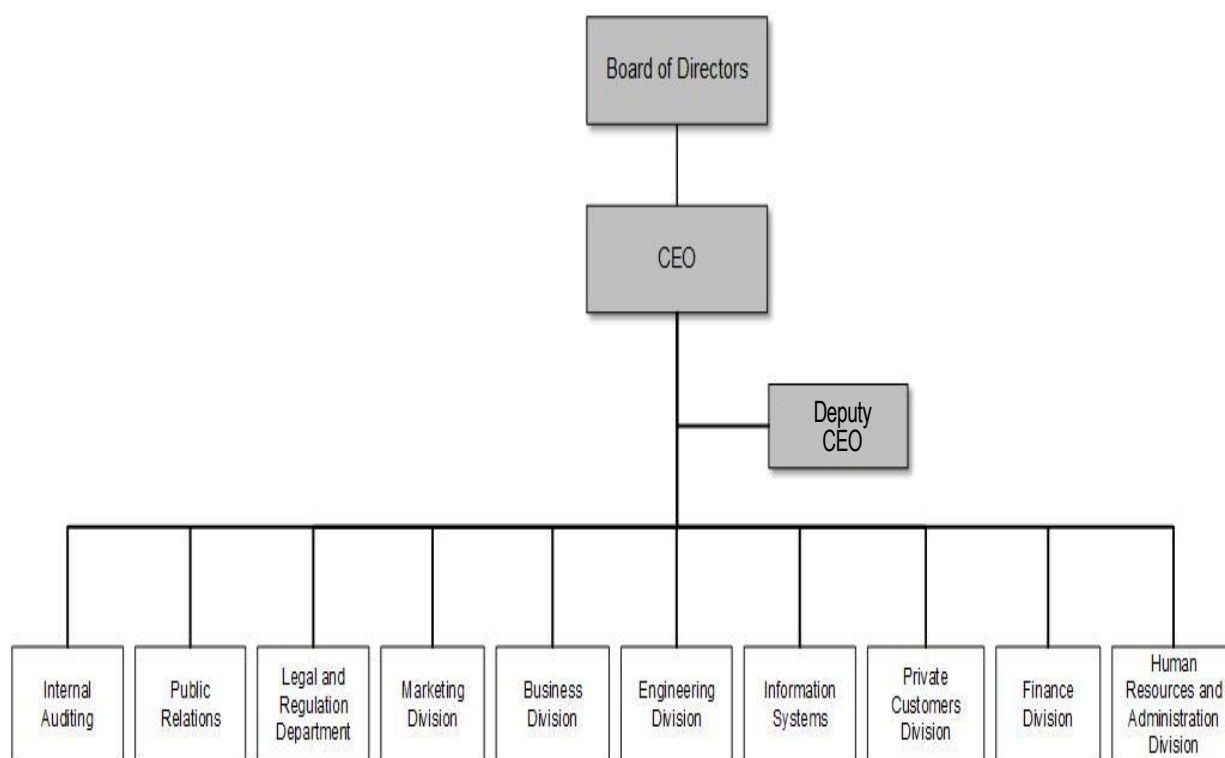 Board of Directors
CEO
Deputy
CEO
Internal
Auditing
Public
Relations
Legal and
Regulation
Department
Marketing
Division
Business
Division
Engineering
Division
Information
Systems
Private
Customers
Division
Finance
Division
Human
Resources and
Administration
Division